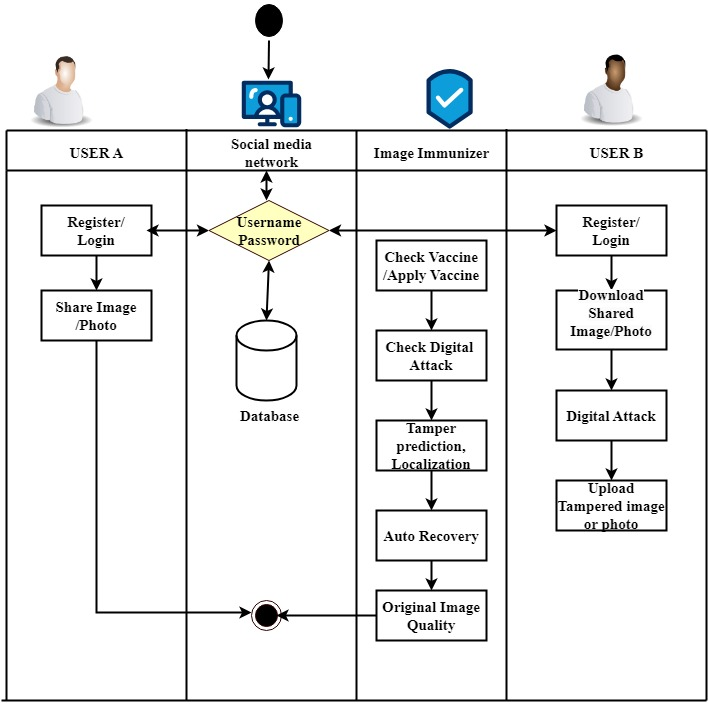 USER A
Social media
network
Image Immunizer
USER B
Register/
Login
Share Image
/Photo
Username
Password
Database
Check Vaccine
/Apply Vaccine
Check Digital
Attack
Tamper
prediction,
Localization
Auto Recovery
Original Image
Quality
Register/
Login
Download
Shared
Image/Photo
Digital Attack
Upload
Tampered image
or photo